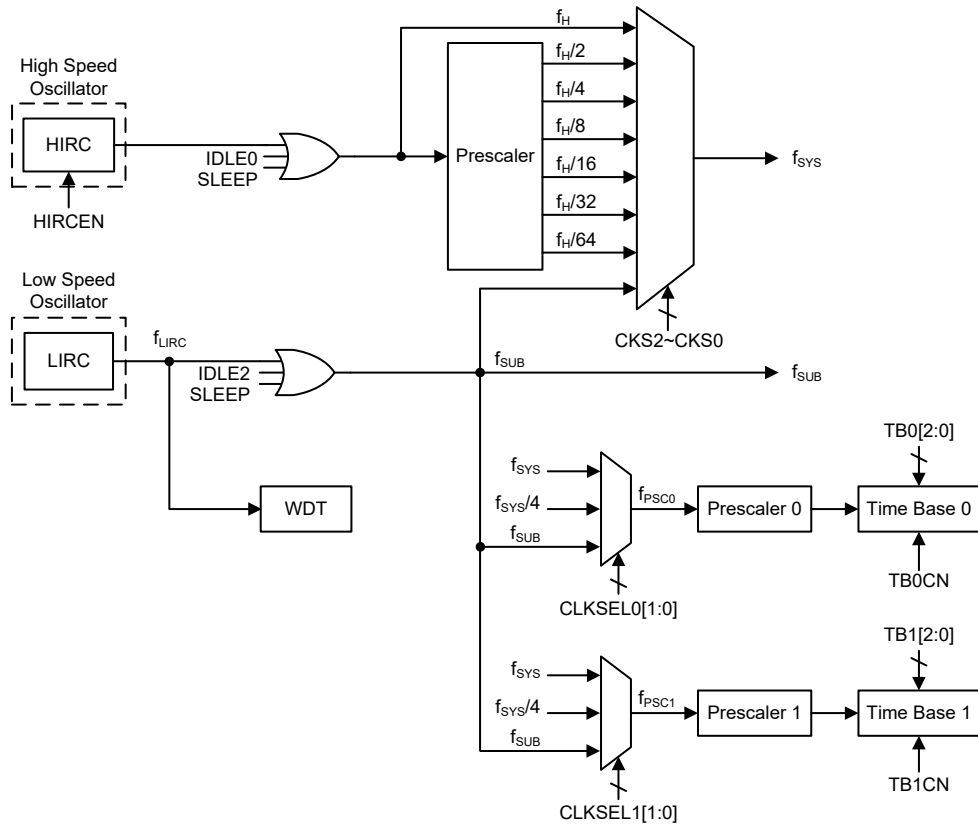 High Speed
Oscillator
HIRC
HIRCEN
IDLE0
SLEEP
Prescaler
fH
fH/2
fH/4
fH/8
fH/16
fH/32
fH/64
CKS2~CKS0
fSYS
Low Speed
Oscillator
LIRC
fLIRC
IDLE2
SLEEP
fSUB
fSUB
WDT
fSYS
fSYS/4
fSUB
CLKSEL0[1:0]
fPSC0
Prescaler 0
TB0[2:0]
Time Base 0
TB0CN
fSYS
fSYS/4
fSUB
CLKSEL1[1:0]
fPSC1
Prescaler 1
TB1[2:0]
Time Base 1
TB1CN